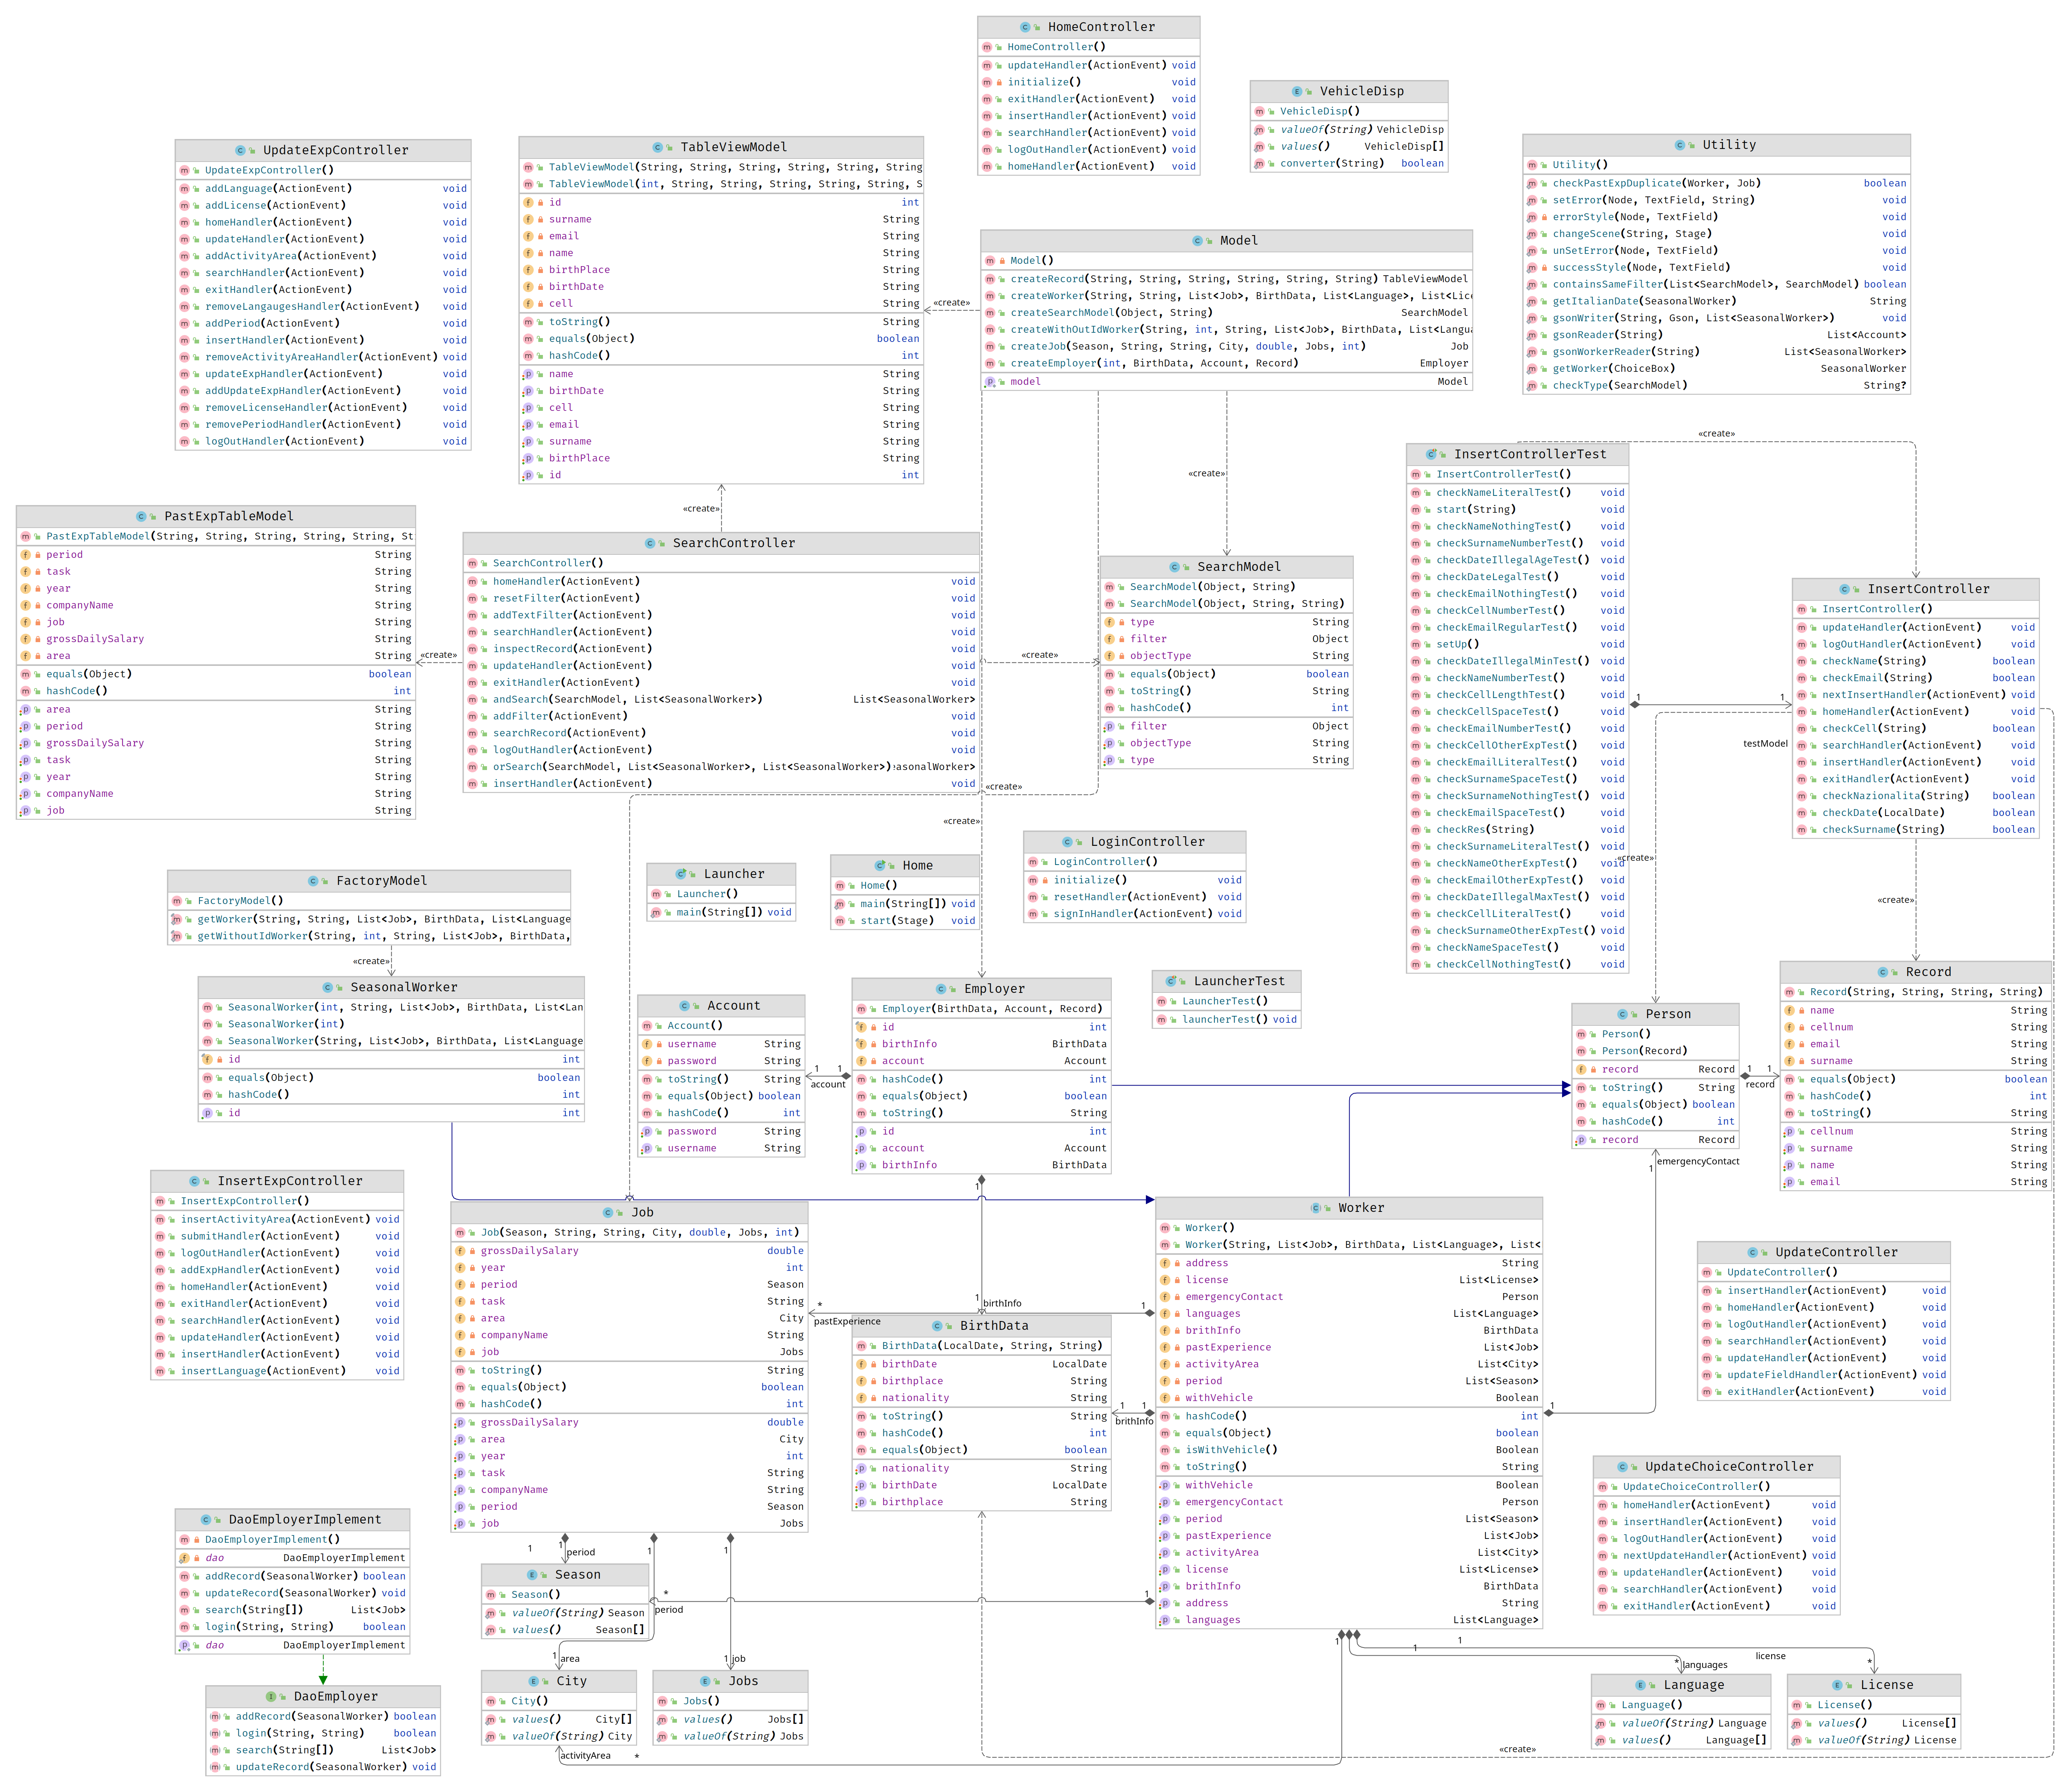 HomeController
HomeController()
updateHandler(ActionEvent) void
initialize() void
exitHandler(ActionEvent) void
insertHandler(ActionEvent) void
searchHandler(ActionEvent) void
logOutHandler(ActionEvent) void
homeHandler(ActionEvent) void
VehicleDisp
VehicleDisp()
valueOf(String) VehicleDisp
values() VehicleDisp[]
converter(String) boolean
UpdateExpController
UpdateExpController()
addLanguage(ActionEvent) void
addLicense(ActionEvent) void
homeHandler(ActionEvent) void
updateHandler(ActionEvent) void
addActivityArea(ActionEvent) void
searchHandler(ActionEvent) void
exitHandler(ActionEvent) void
removeLangaugesHandler(ActionEvent) void
addPeriod(ActionEvent) void
insertHandler(ActionEvent) void
removeActivityAreaHandler(ActionEvent) void
updateExpHandler(ActionEvent) void
addUpdateExpHandler(ActionEvent) void
removeLicenseHandler(ActionEvent) void
removePeriodHandler(ActionEvent) void
logOutHandler(ActionEvent) void
TableViewModel
TableViewModel(String, String, String, String, String, String
TableViewModel(int, String, String, String, String, String, S
id int
surname String
email String
name String
birthPlace String
birthDate String
cell String
toString() String
equals(Object) boolean
hashCode() int
name String
birthDate String
cell String
email String
surname String
birthPlace String
id int
Utility
Utility()
checkPastExpDuplicate(Worker, Job) boolean
setError(Node, TextField, String) void
errorStyle(Node, TextField) void
changeScene(String, Stage) void
unSetError(Node, TextField) void
successStyle(Node, TextField) void
containsSameFilter(List<SearchModel>, SearchModel) boolean
getItalianDate(SeasonalWorker) String
gsonWriter(String, Gson, List<SeasonalWorker>) void
gsonReader(String) List<Account>
gsonWorkerReader(String) List<SeasonalWorker>
getWorker(ChoiceBox) SeasonalWorker
checkType(SearchModel) String?
Model
Model()
createRecord(String, String, String, String, String, String) TableViewModel
createWorker(String, String, List<Job>, BirthData, List<Language>, List<Lic
createSearchModel(Object, String) SearchModel
createWithOutIdWorker(String, int, String, List<Job>, BirthData, List<Langua
createJob(Season, String, String, City, double, Jobs, int) Job
createEmployer(int, BirthData, Account, Record) Employer
model Model
«create»
«create»
«create»
«create»
PastExpTableModel
PastExpTableModel(String, String, String, String, String, St
period String
task String
year String
companyName String
job String
grossDailySalary String
area String
equals(Object) boolean
hashCode() int
area String
period String
grossDailySalary String
task String
year String
companyName String
job String
«create»
SearchController
SearchController()
homeHandler(ActionEvent) void
resetFilter(ActionEvent) void
addTextFilter(ActionEvent) void
searchHandler(ActionEvent) void
inspectRecord(ActionEvent) void
updateHandler(ActionEvent) void
exitHandler(ActionEvent) void
andSearch(SearchModel, List<SeasonalWorker>) List<SeasonalWorker>
addFilter(ActionEvent) void
searchRecord(ActionEvent) void
logOutHandler(ActionEvent) void
orSearch(SearchModel, List<SeasonalWorker>, List<SeasonalWorker>) :asonalWorker>
insertHandler(ActionEvent) void
«create»
«create»
«create»
SearchModel
SearchModel(Object, String)
SearchModel(Object, String, String)
type String
filter Object
objectType String
equals(Object) boolean
toString() String
hashCode() int
filter Object
objectType String
type String
InsertControllerTest
InsertControllerTest()
checkNameLiteralTest() void
start(String) void
checkNameNothingTest() void
checkSurnameNumberTest() void
checkDateIllegalAgeTest() void
checkDateLegalTest() void
checkEmailNothingTest() void
checkCellNumberTest() void
checkEmailRegularTest() void
setUp() void
checkDateIllegalMinTest() void
checkNameNumberTest() void
checkCellLengthTest() void
checkCellSpaceTest() void
checkEmailNumberTest() void
checkCellOtherExpTest() void
checkEmailLiteralTest() void
checkSurnameSpaceTest() void
checkSurnameNothingTest() void
checkEmailSpaceTest() void
checkRes(String) void
checkSurnameLiteralTest() void
checkNameOtherExpTest() void
checkEmailOtherExpTest() void
checkDateIllegalMaxTest() void
checkCellLiteralTest() void
checkSurnameOtherExpTest() void
checkNameSpaceTest() void
checkCellNothingTest() void
1
1
testModel
«create»
«create»
InsertController
InsertController()
updateHandler(ActionEvent) void
logOutHandler(ActionEvent) void
checkName(String) boolean
checkEmail(String) boolean
nextInsertHandler(ActionEvent) void
homeHandler(ActionEvent) void
checkCell(String) boolean
searchHandler(ActionEvent) void
insertHandler(ActionEvent) void
exitHandler(ActionEvent) void
checkNazionalita(String) boolean
checkDate(LocalDate) boolean
checkSurname(String) boolean
FactoryModel
FactoryModel()
getWorker(String, String, List<Job>, BirthData, List<Language
getWithoutIdWorker(String, int, String, List<Job>, BirthData,
«create»
Launcher
Launcher()
main(String[]) void
Home
Home()
main(String[]) void
start(Stage) void
LoginController
LoginController()
initialize() void
resetHandler(ActionEvent) void
signInHandler(ActionEvent) void
SeasonalWorker
SeasonalWorker(int, String, List<Job>, BirthData, List<Lan
SeasonalWorker(int)
SeasonalWorker(String, List<Job>, BirthData, List<Language
id int
equals(Object) boolean
hashCode() int
id int
Account
Account()
username String
password String
toString() String
equals(Object) boolean
hashCode() int
password String
username String
1 1
account
Employer
Employer(BirthData, Account, Record)
id int
birthInfo BirthData
account Account
hashCode() int
equals(Object) boolean
toString() String
id int
account Account
birthInfo BirthData
1
1 birthInfo
LauncherTest
LauncherTest()
launcherTest() void
Person
Person()
Person(Record)
record Record
toString() String
equals(Object) boolean
hashCode() int
record Record
1 1
record
emergencyContact
1
Record
Record(String, String, String, String)
name String
cellnum String
email String
surname String
equals(Object) boolean
hashCode() int
toString() String
cellnum String
surname String
name String
email String
InsertExpController
InsertExpController()
insertActivityArea(ActionEvent) void
submitHandler(ActionEvent) void
logOutHandler(ActionEvent) void
addExpHandler(ActionEvent) void
homeHandler(ActionEvent) void
exitHandler(ActionEvent) void
searchHandler(ActionEvent) void
updateHandler(ActionEvent) void
insertHandler(ActionEvent) void
insertLanguage(ActionEvent) void
Job
Job(Season, String, String, City, double, Jobs, int)
grossDailySalary double
year int
period Season
task String
area City
companyName String
job Jobs
toString() String
equals(Object) boolean
hashCode() int
grossDailySalary double
area City
year int
task String
companyName String
period Season
job Jobs
* 1
pastExperience
BirthData
BirthData(LocalDate, String, String)
birthDate LocalDate
birthplace String
nationality String
toString() String
hashCode() int
equals(Object) boolean
nationality String
birthDate LocalDate
birthplace String
1 1
brithInfo
Worker
Worker()
Worker(String, List<Job>, BirthData, List<Language>, List<
address String
license List<License>
emergencyContact Person
languages List<Language>
brithInfo BirthData
pastExperience List<Job>
activityArea List<City>
period List<Season>
withVehicle Boolean
hashCode() int
equals(Object) boolean
isWithVehicle() Boolean
toString() String
withVehicle Boolean
emergencyContact Person
period List<Season>
pastExperience List<Job>
activityArea List<City>
license List<License>
brithInfo BirthData
address String
languages List<Language>
1
UpdateController
UpdateController()
insertHandler(ActionEvent) void
homeHandler(ActionEvent) void
logOutHandler(ActionEvent) void
searchHandler(ActionEvent) void
updateHandler(ActionEvent) void
updateFieldHandler(ActionEvent) void
exitHandler(ActionEvent) void
UpdateChoiceController
UpdateChoiceController()
homeHandler(ActionEvent) void
insertHandler(ActionEvent) void
logOutHandler(ActionEvent) void
nextUpdateHandler(ActionEvent) void
updateHandler(ActionEvent) void
searchHandler(ActionEvent) void
exitHandler(ActionEvent) void
DaoEmployerImplement
DaoEmployerImplement()
dao DaoEmployerImplement
addRecord(SeasonalWorker) boolean
updateRecord(SeasonalWorker) void
search(String[]) List<Job>
login(String, String) boolean
dao DaoEmployerImplement
DaoEmployer
addRecord(SeasonalWorker) boolean
login(String, String) boolean
search(String[]) List<Job>
updateRecord(SeasonalWorker) void
1 1 period
1
1
Season
Season()
valueOf(String) Season
values() Season[]
* 1
period
1 area
1 job
City
City()
values() City[]
valueOf(String) City
activityArea *
Jobs
Jobs()
values() Jobs[]
valueOf(String) Jobs
1
1
1
license
* languages
*
Language
Language()
valueOf(String) Language
values() Language[]
License
License()
values() License[]
valueOf(String) License
«create»